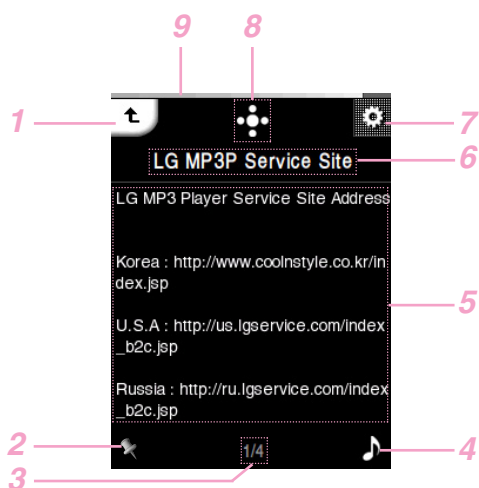 9 8
1
7
LG MP3P Service Site 6
LG MP3 Player Service Site Address
Korea : http://www.coolnstyle.co.kr/in
dex.jsp
5
U.S.A : http://us.lgservice.com/index
_b2c.jsp
Russia : http://ru.lgservice.com/index
_b2c.jsp
2 1/4 4
3